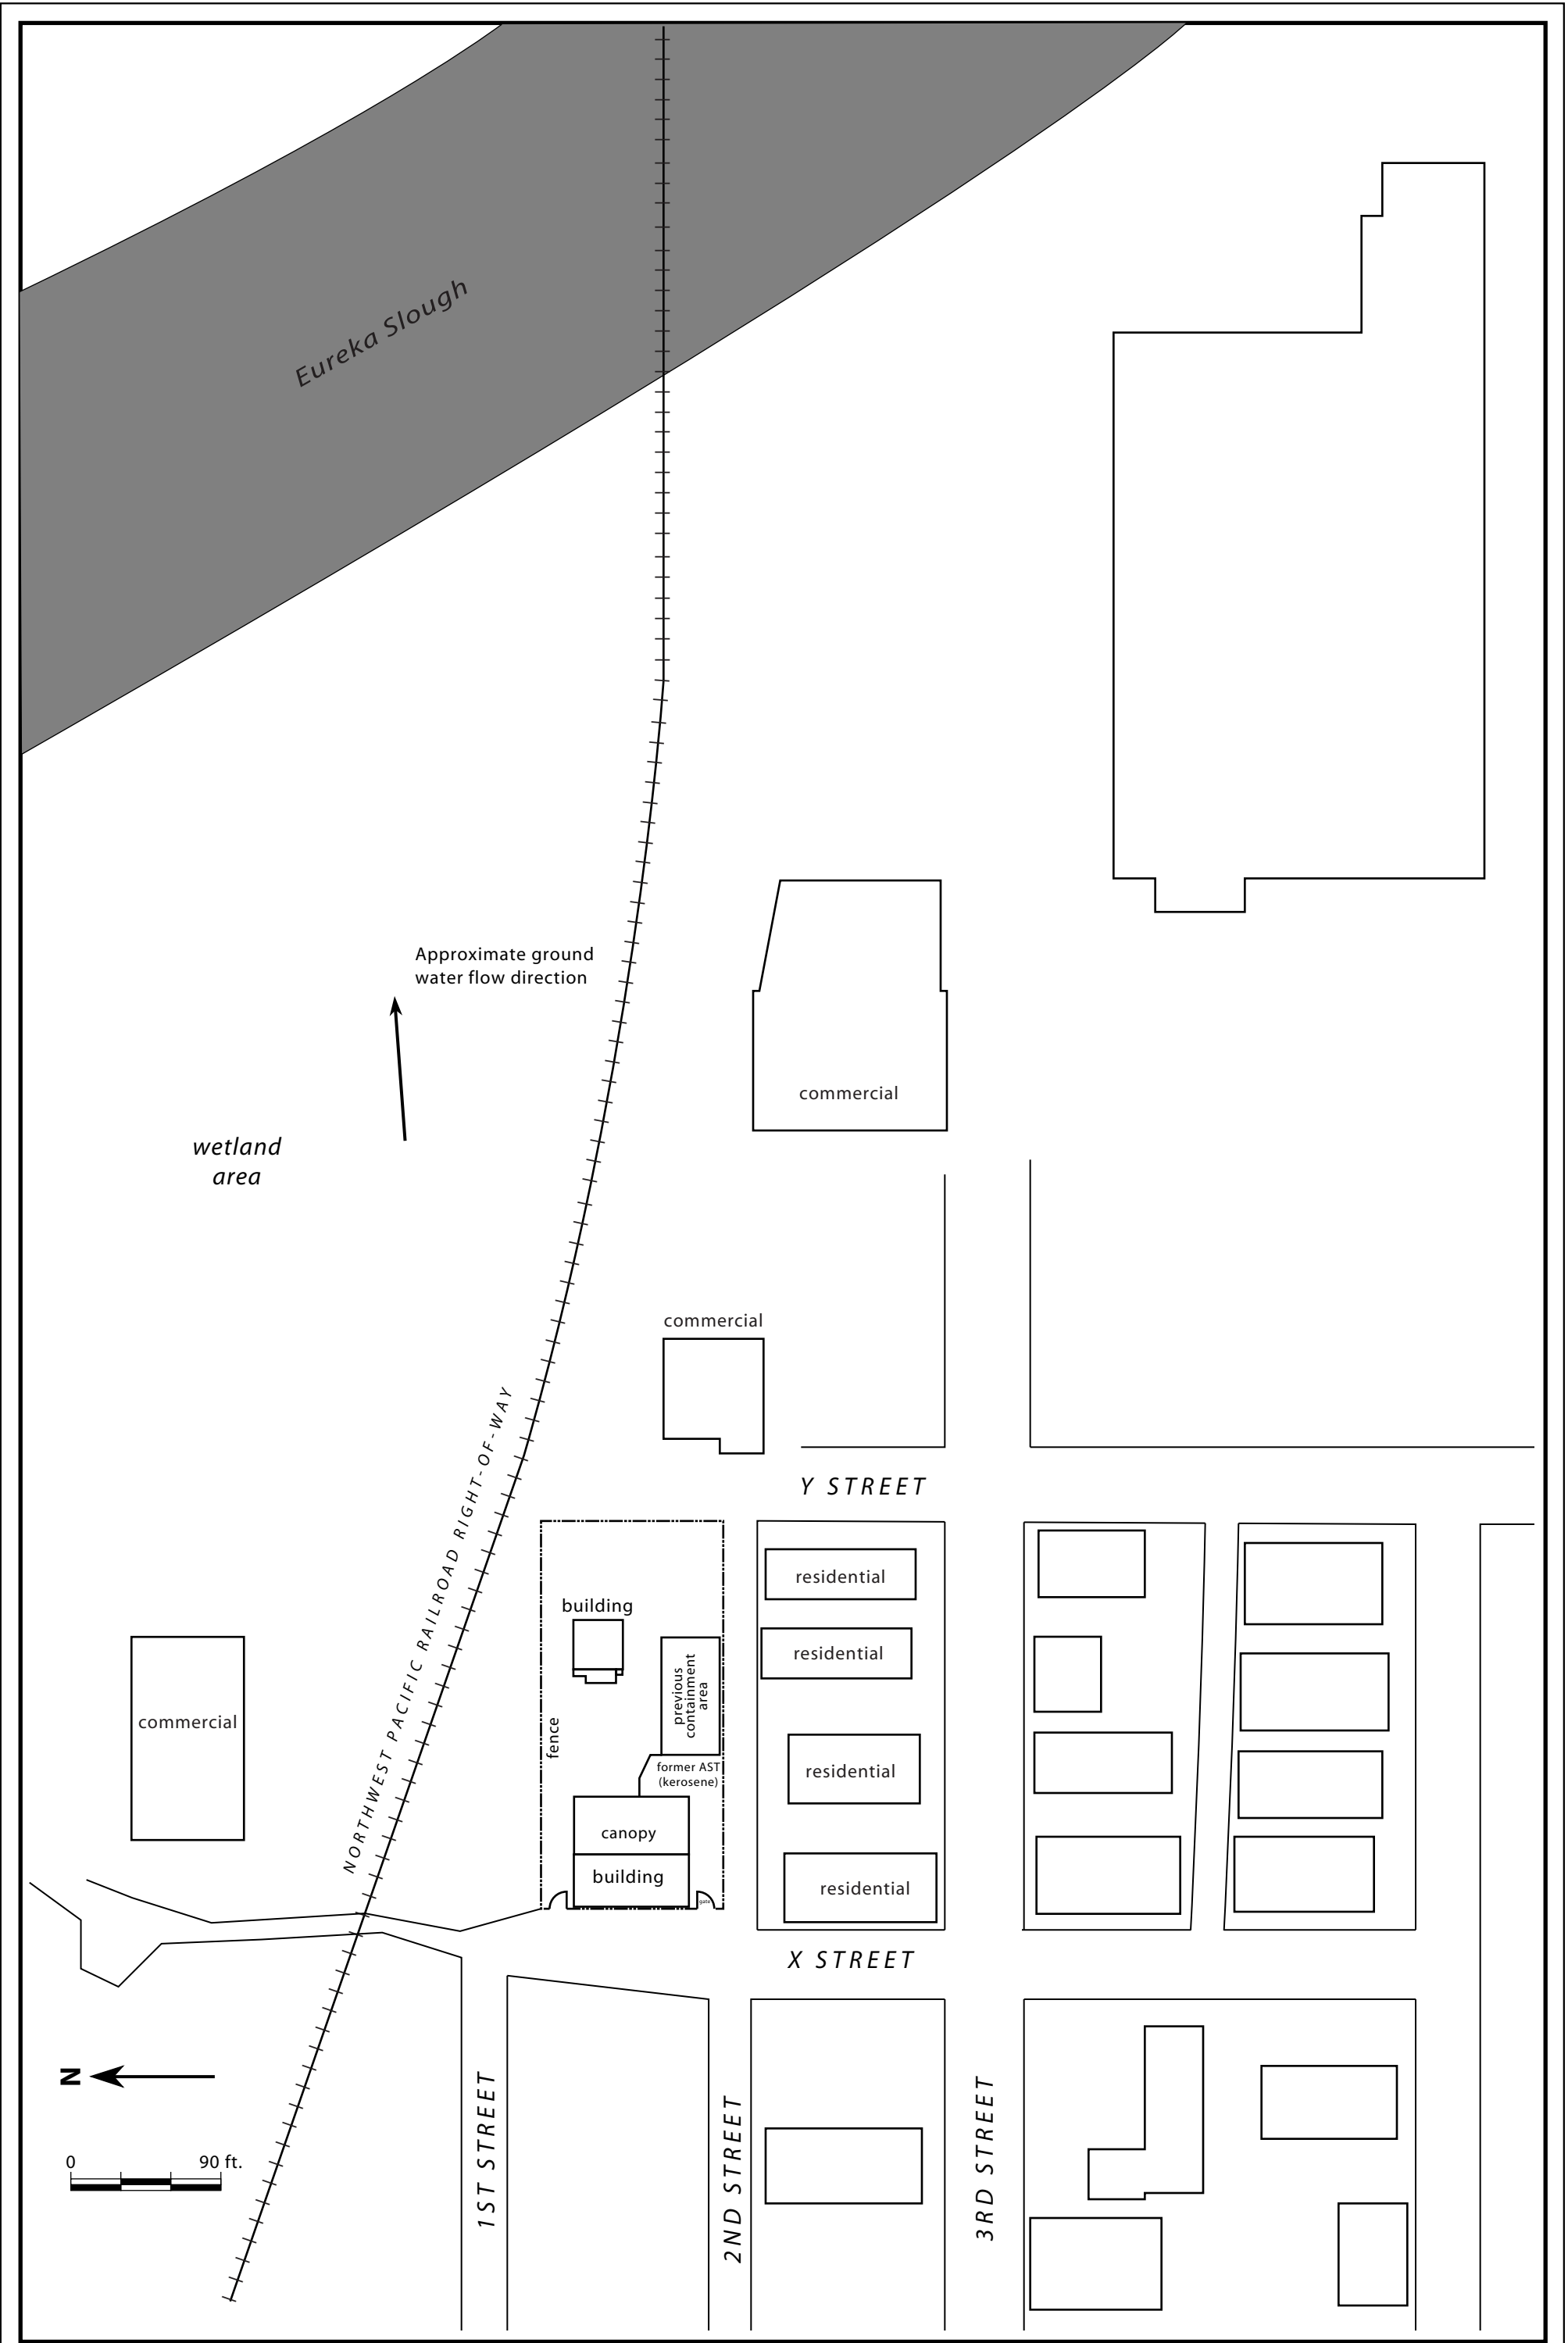 Eureka Slough
Approximate ground
water flow direction
commercial
wetland
area
commercial
NORTHWEST PACIFIC RAILROAD RIGHT-OF-WAY
Y STREET
residential
building
residential
previous
containment
area
commercial
fence
former AST
(kerosene)
residential
canopy
building
residential
gate
X STREET
N
0 90 ft.
1ST STREET
2ND STREET
3RD STREET